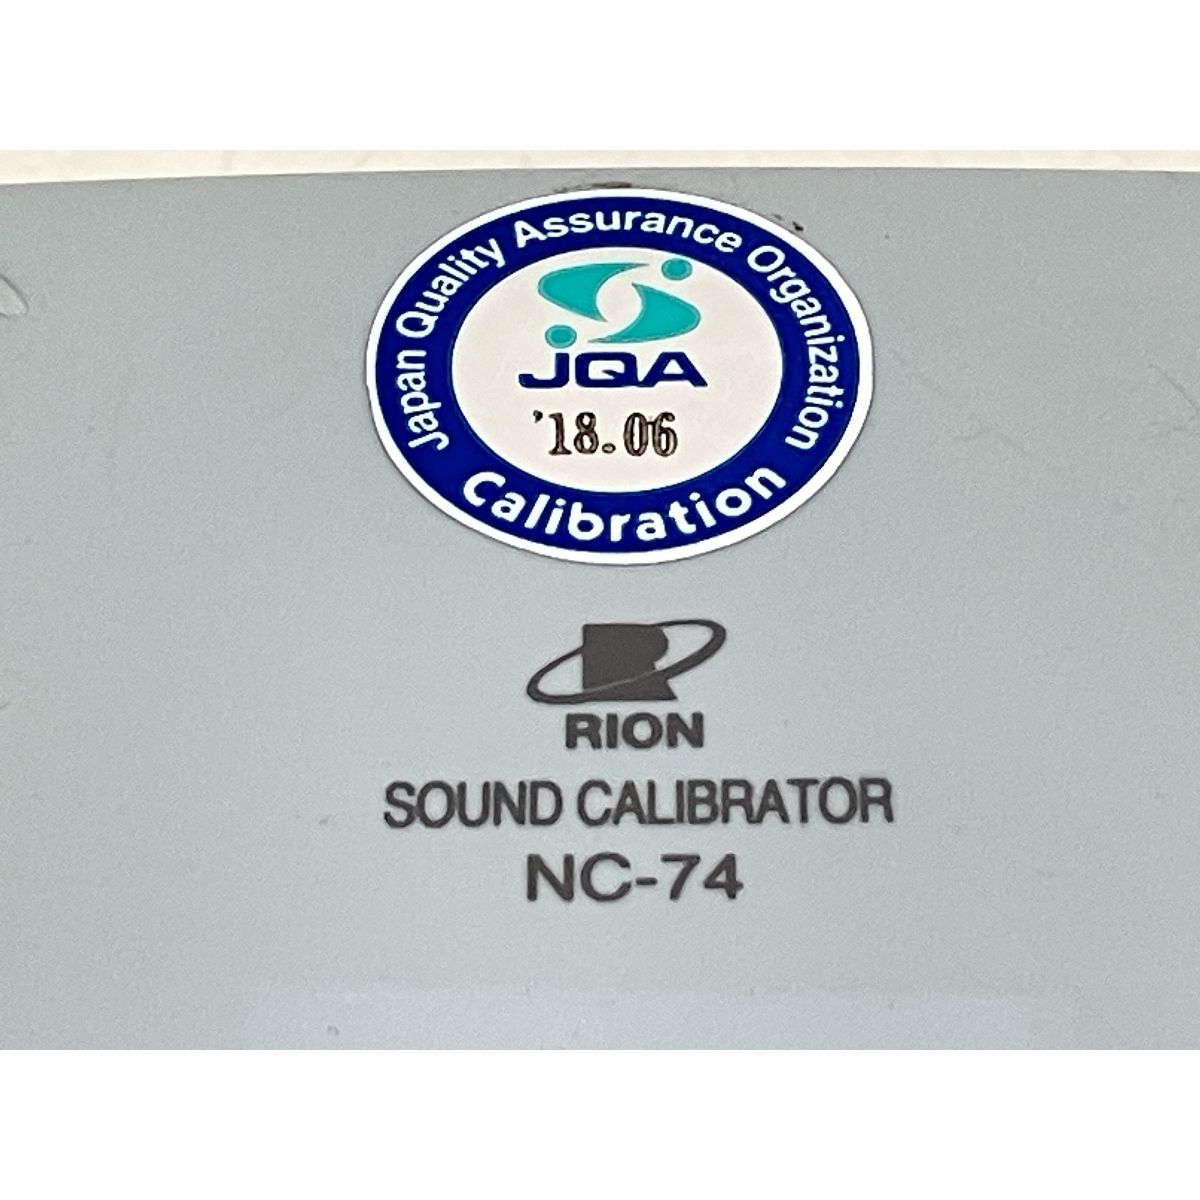 Japan Quality Assurance Organization
JQA
'18.06
Calibration
RION
SOUND CALIBRATOR
NC-74